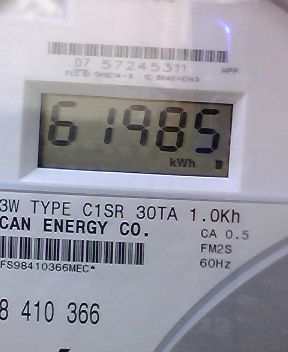 07 57245311
61985
kWh
3W TYPE C1SR 30TA 1.0Kh
CAN ENERGY CO.
CA 0.5
FM2S
60Hz
FS98410366MEC*
8 410 366